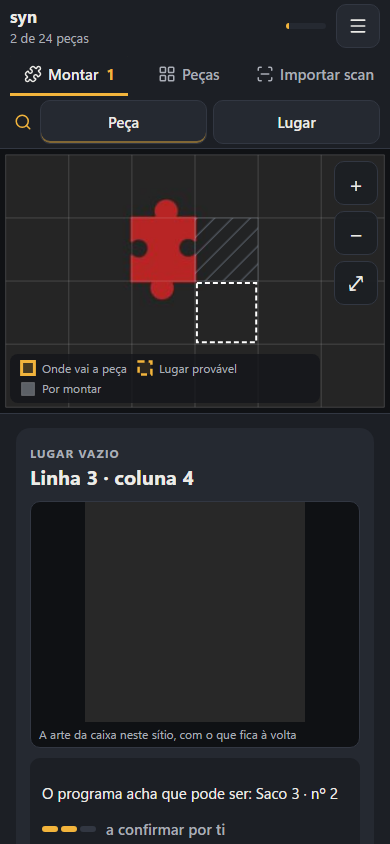 syn
2 de 24 peças
Montar 1
Peças
Importar scan
Peça
Lugar
+
−
Onde vai a peça
Lugar provável
Por montar
LUGAR VAZIO
Linha 3 · coluna 4
A arte da caixa neste sítio, com o que fica à volta
O programa acha que pode ser: Saco 3 · nº 2
a confirmar por ti